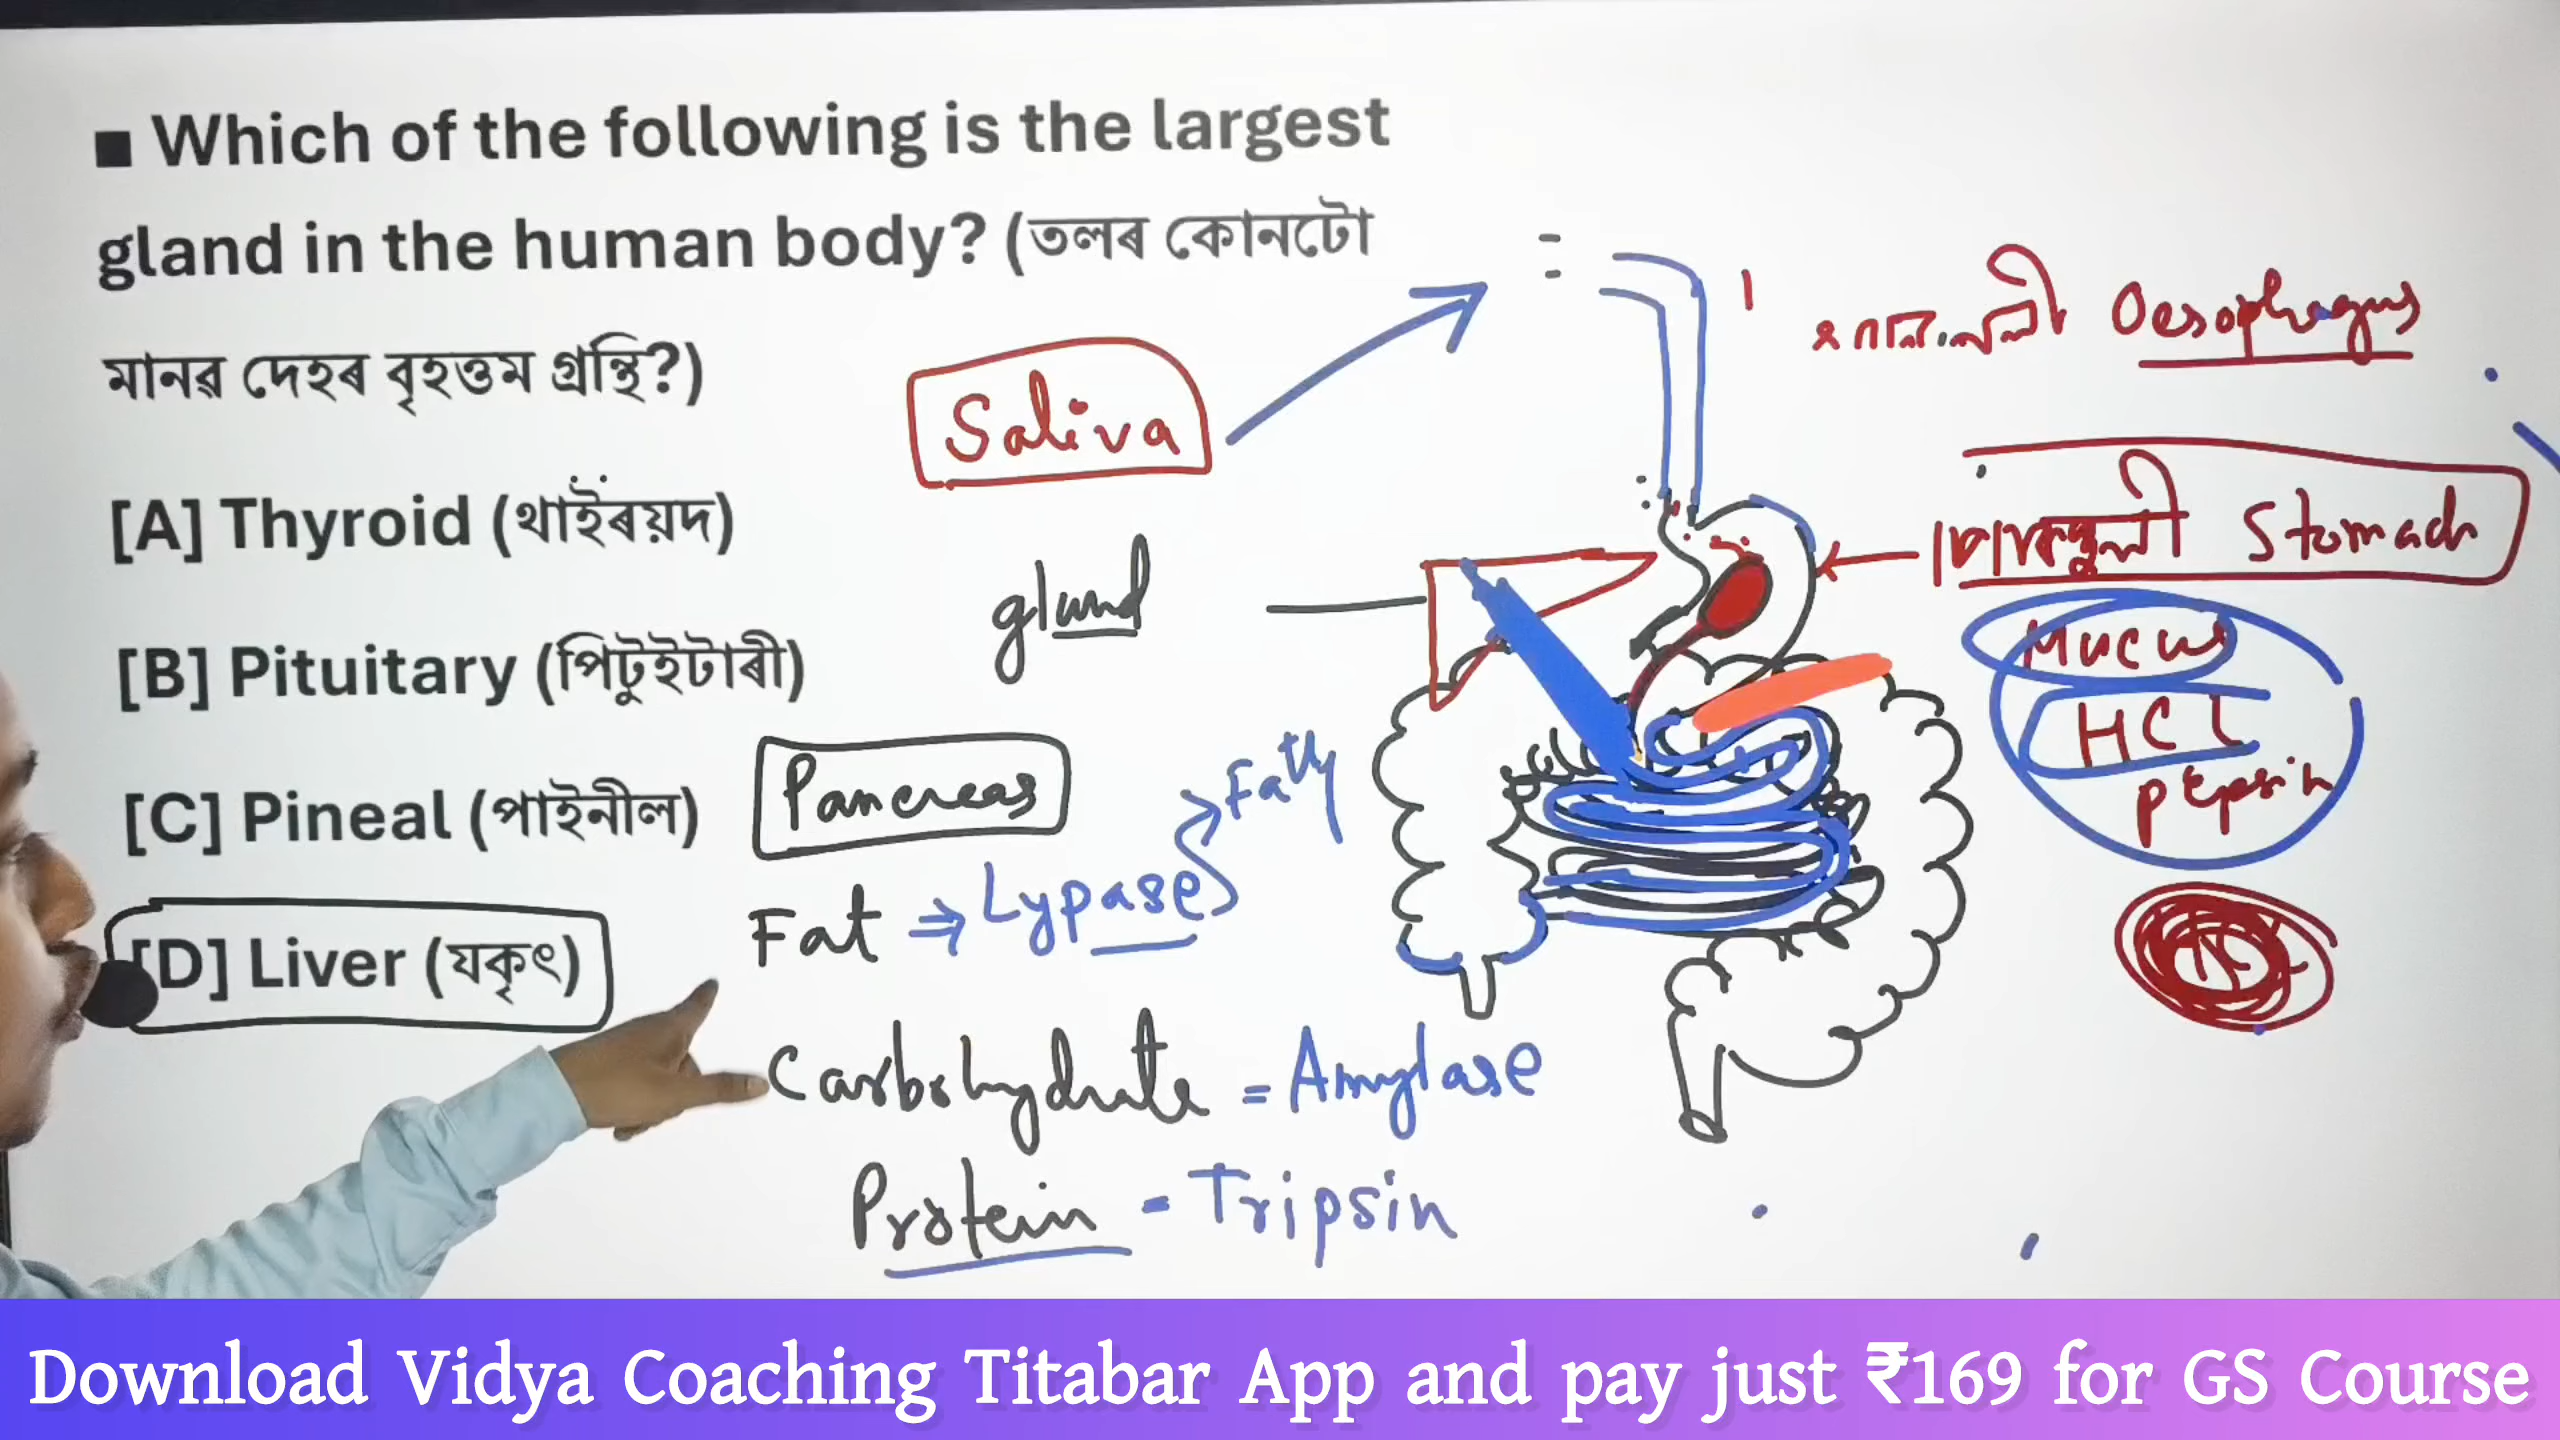 ■ Which of the following is the largest
gland in the human body? (তলৰ কোনটো
মানৱ দেহৰ বৃহত্তম গ্ৰন্থি?)
[A] Thyroid (থাইৰয়দ)
[B] Pituitary (পিটুইটাৰী)
[C] Pineal (পাইনীল)
[D] Liver (যকৃৎ)
Saliva
gland
Pancreas
Fat ⇒ Lypase → Fatty
Carbohydrate = Amylase
Protein = Tripsin
Oesophagus
Stomach
Mucus
HCl
Pepsin
Download Vidya Coaching Titabar App and pay just ₹169 for GS Course